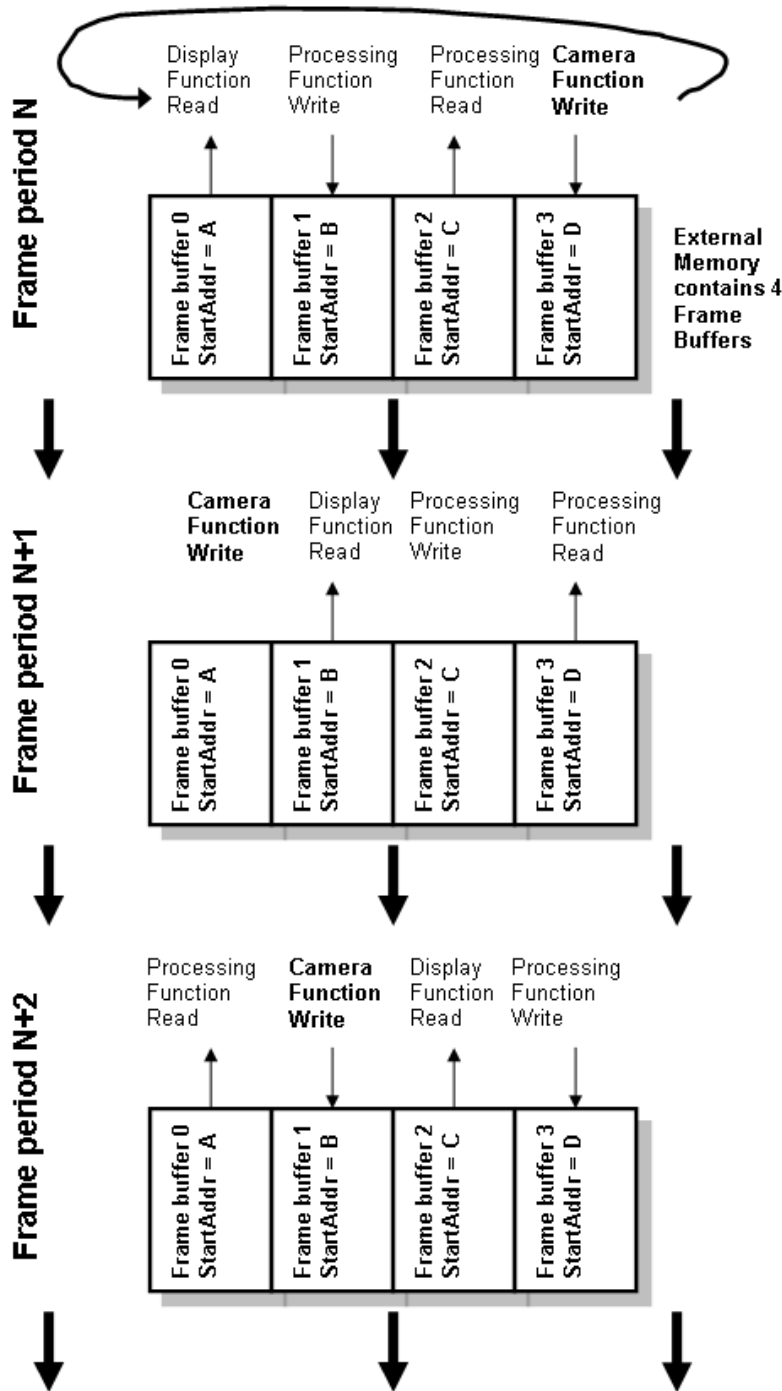 Frame period N
Display
Function
Read
Processing
Function
Write
Processing
Function
Read
Camera
Function
Write
Frame buffer 0
StartAddr = A
Frame buffer 1
StartAddr = B
Frame buffer 2
StartAddr = C
Frame buffer 3
StartAddr = D
External
Memory
contains 4
Frame
Buffers
Frame period N+1
Camera
Function
Write
Display
Function
Read
Processing
Function
Write
Processing
Function
Read
Frame buffer 0
StartAddr = A
Frame buffer 1
StartAddr = B
Frame buffer 2
StartAddr = C
Frame buffer 3
StartAddr = D
Frame period N+2
Processing
Function
Read
Camera
Function
Write
Display
Function
Read
Processing
Function
Write
Frame buffer 0
StartAddr = A
Frame buffer 1
StartAddr = B
Frame buffer 2
StartAddr = C
Frame buffer 3
StartAddr = D